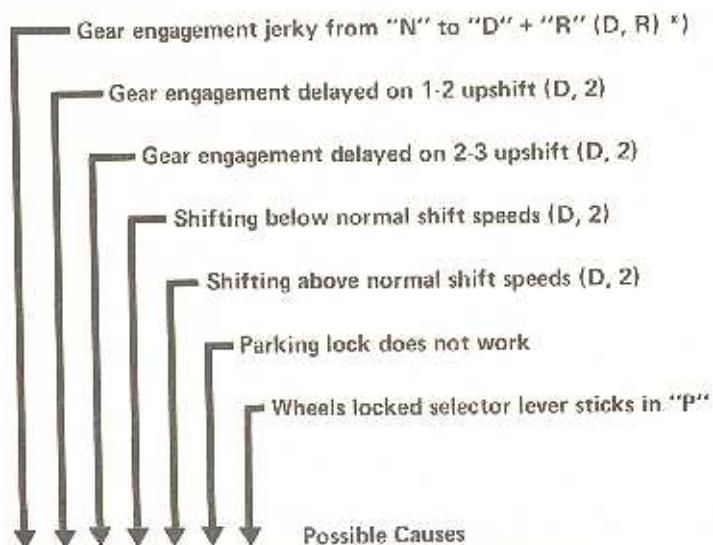 Gear engagement jerky from "N" to "D" + "R" (D, R) *)
Gear engagement delayed on 1-2 upshift (D, 2)
Gear engagement delayed on 2-3 upshift (D, 2)
Shifting below normal shift speeds (D, 2)
Shifting above normal shift speeds (D, 2)
Parking lock does not work
Wheels locked selector lever sticks in "P"
Possible Causes